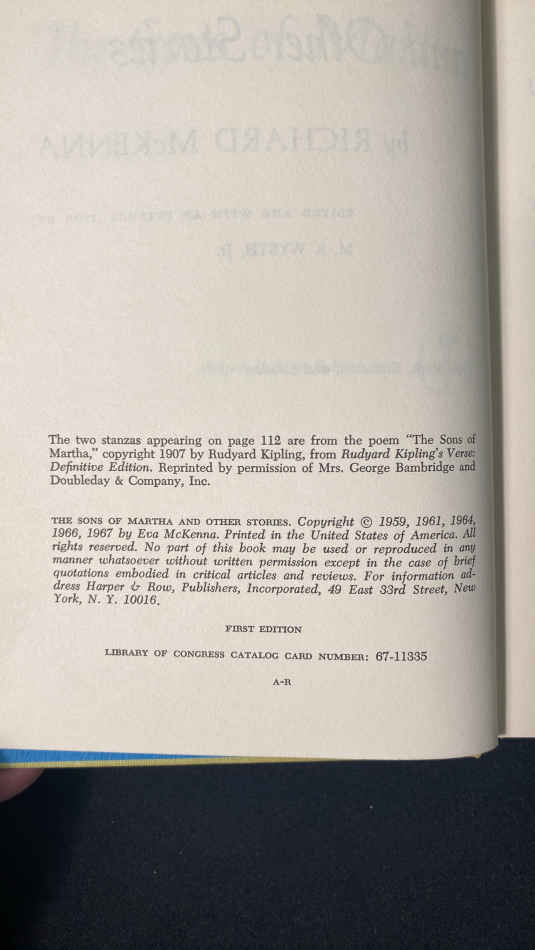 The two stanzas appearing on page 112 are from the poem “The Sons of
Martha,” copyright 1907 by Rudyard Kipling, from Rudyard Kipling's Verse:
Definitive Edition. Reprinted by permission of Mrs. George Bambridge and
Doubleday & Company, Inc.
THE SONS OF MARTHA AND OTHER STORIES. Copyright © 1959, 1961, 1964,
1966, 1967 by Eva McKenna. Printed in the United States of America. All
rights reserved. No part of this book may be used or reproduced in any
manner whatsoever without written permission except in the case of brief
quotations embodied in critical articles and reviews. For information ad-
dress Harper & Row, Publishers, Incorporated, 49 East 33rd Street, New
York, N. Y. 10016.
FIRST EDITION
LIBRARY OF CONGRESS CATALOG CARD NUMBER: 67-11335
A-R